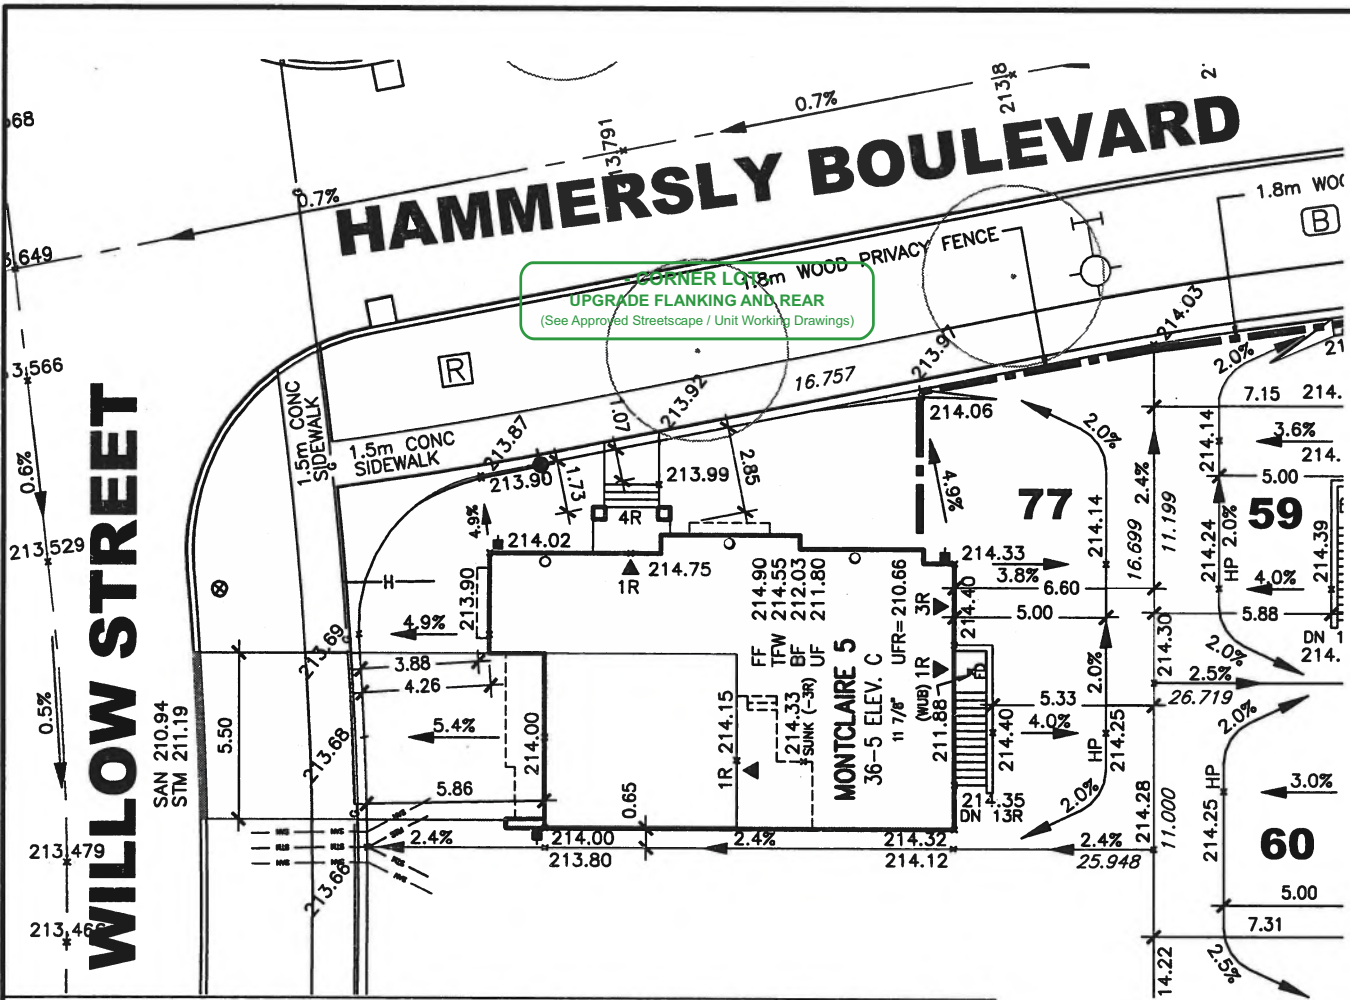 0.7%
HAMMERSLY BOULEVARD
0.7%
1.8m WOOD PRIVACY FENCE
B
CORNER LOT
UPGRADE FLANKING AND REAR
(See Approved Streetscape / Unit Working Drawings)
R
WILLOW STREET
0.6%
213.529
0.5%
213.479
SAN 210.94
STM 211.19
5.50
1.5m CONC
SIDEWALK
1.5m CONC
SIDEWALK
213.87
213.90
1.73
1.07
213.92
16.757
213.97
214.03
2.85
213.99
4R
4.9%
214.02
1R
214.75
H
213.90
4.9%
213.69
3.88
4.26
5.4%
213.68
5.86
2.4%
213.66
214.00
214.00
213.80
0.65
2.4%
214.32
214.12
1R
214.15
FF 214.90
TFW 214.55
BF 212.03
UF 211.80
214.33
SUNK (-3R)
MONTCLAIRE 5
36-5 ELEV. C
11 7/8"
UFR= 210.66
(WUB) 1R
211.88
3R
FD
214.06
4.9%
77
2.0%
214.14
2.4%
16.699
11.199
214.33
3.8%
6.60
214.40
5.00
214.30
2.0%
5.33
4.0%
214.40
HP
214.25
2.0%
214.35
DN 13R
2.4%
25.948
214.28
11.000
14.22
2.0%
7.15
214.
214.14
3.6%
214.
5.00
59
214.24
HP
2.0%
214.39
4.0%
5.88
DN 1
214.
2.0%
2.5%
26.719
2.0%
HP
214.25
3.0%
60
5.00
7.31
2.5%